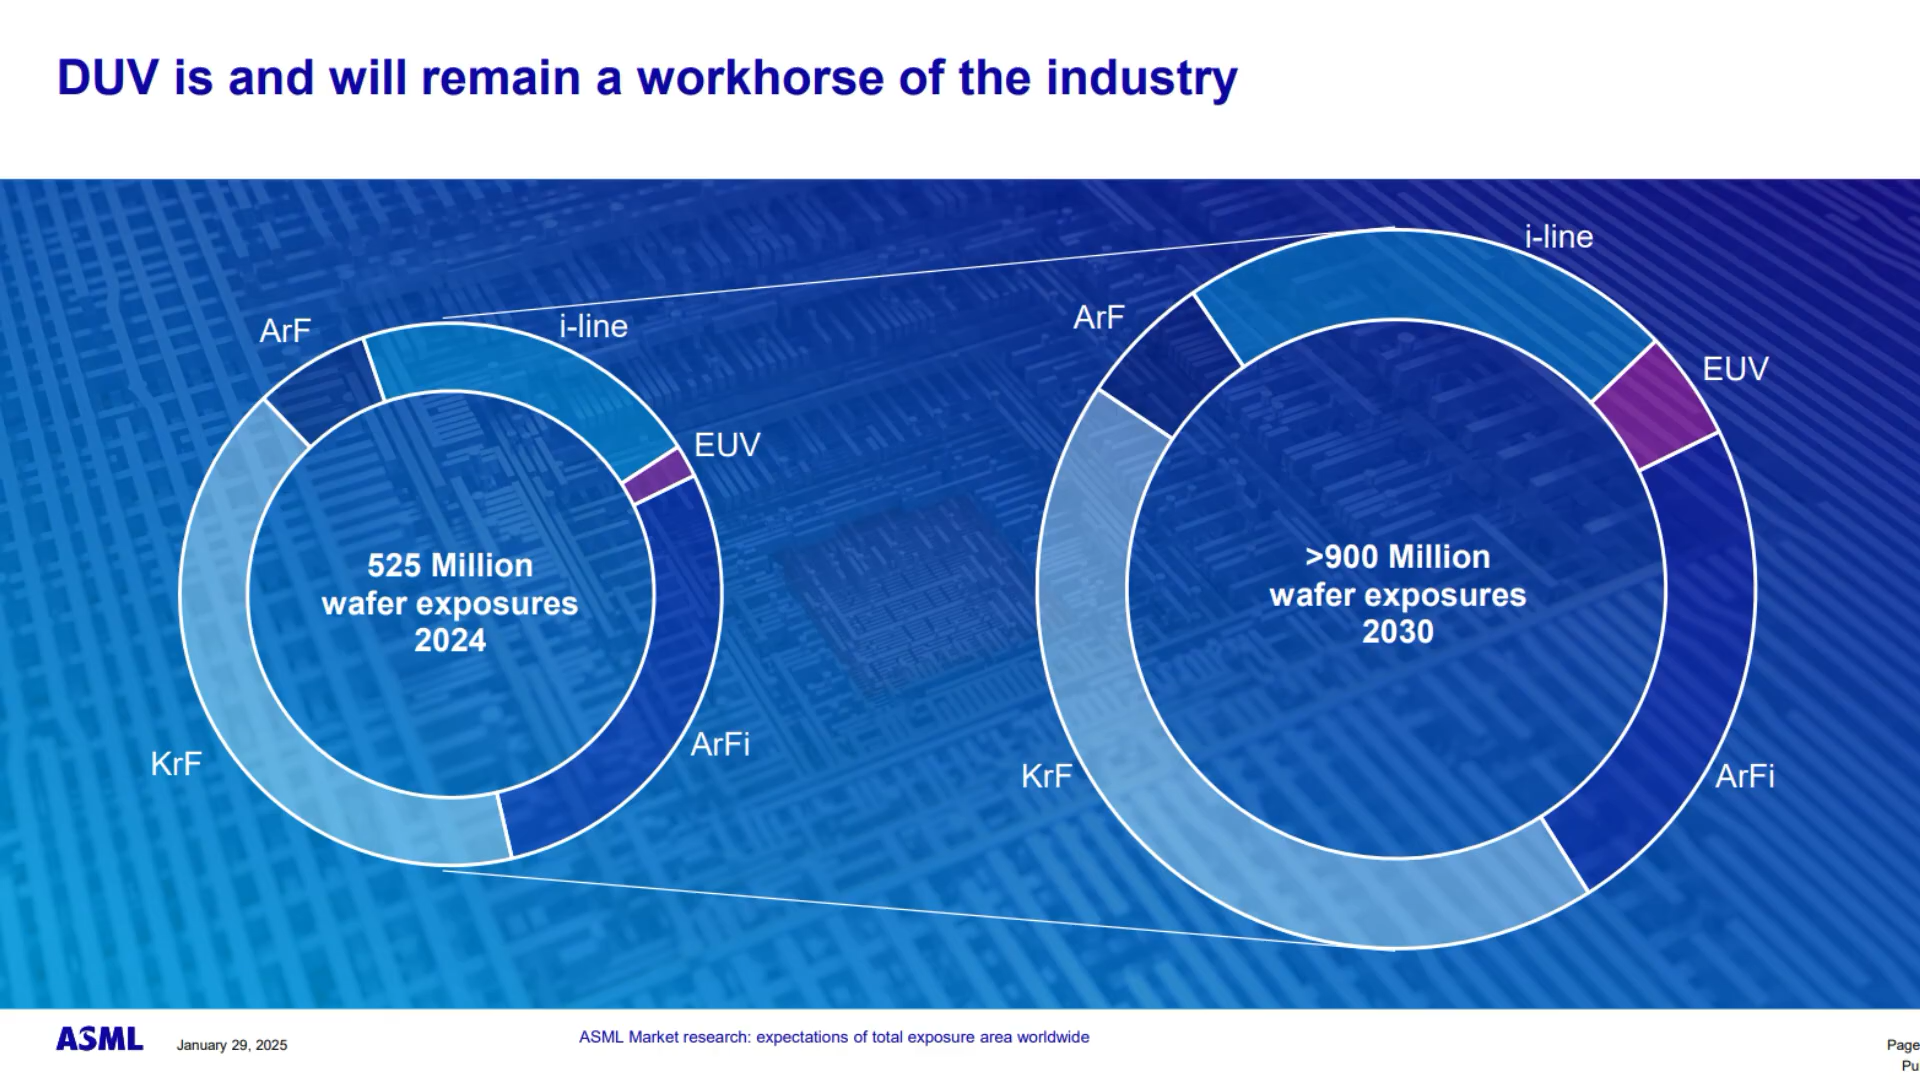 DUV is and will remain a workhorse of the industry
ArF
i-line
EUV
525 Million
wafer exposures
2024
KrF
ArFi
ArF
i-line
EUV
>900 Million
wafer exposures
2030
KrF
ArFi
ASML
January 29, 2025
ASML Market research: expectations of total exposure area worldwide
Page
Pu